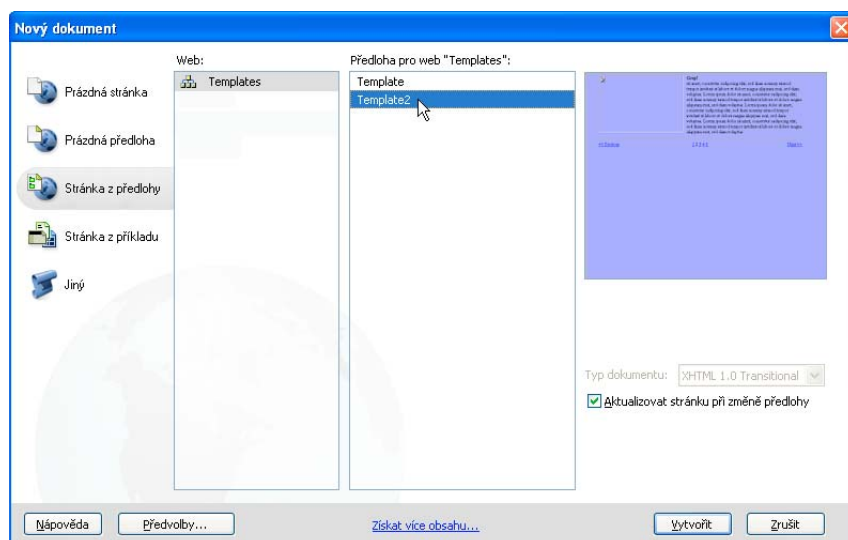 Nový dokument
Web:
Předloha pro web "Templates":
Prázdná stránka
Prázdná předloha
Stránka z předlohy
Stránka z příkladu
Jiný
Templates
Template
Template2
Typ dokumentu:
XHTML 1.0 Transitional
Aktualizovat stránku při změně předlohy
Nápověda
Předvolby...
Získat více obsahu...
Vytvořit
Zrušit